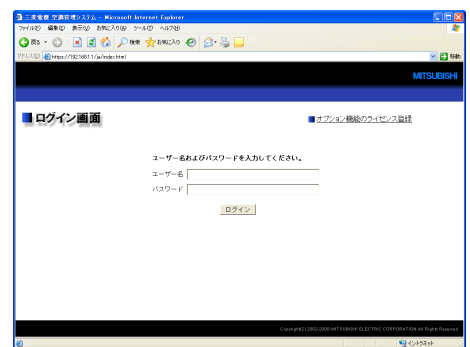 三菱電機 空調管理システム - Microsoft Internet Explorer
ファイル(F) 編集(E) 表示(V) お気に入り(A) ツール(T) ヘルプ(H)
戻る 検索 お気に入り
アドレス(D) https://192.168.1.1/ja/index.html 移動
MITSUBISHI
ログイン画面
オプション機能のライセンス登録
ユーザー名およびパスワードを入力してください。
ユーザー名
パスワード
ログイン
Copyright(C) 2002-2008 MITSUBISHI ELECTRIC CORPORATION All Rights Reserved
イントラネット